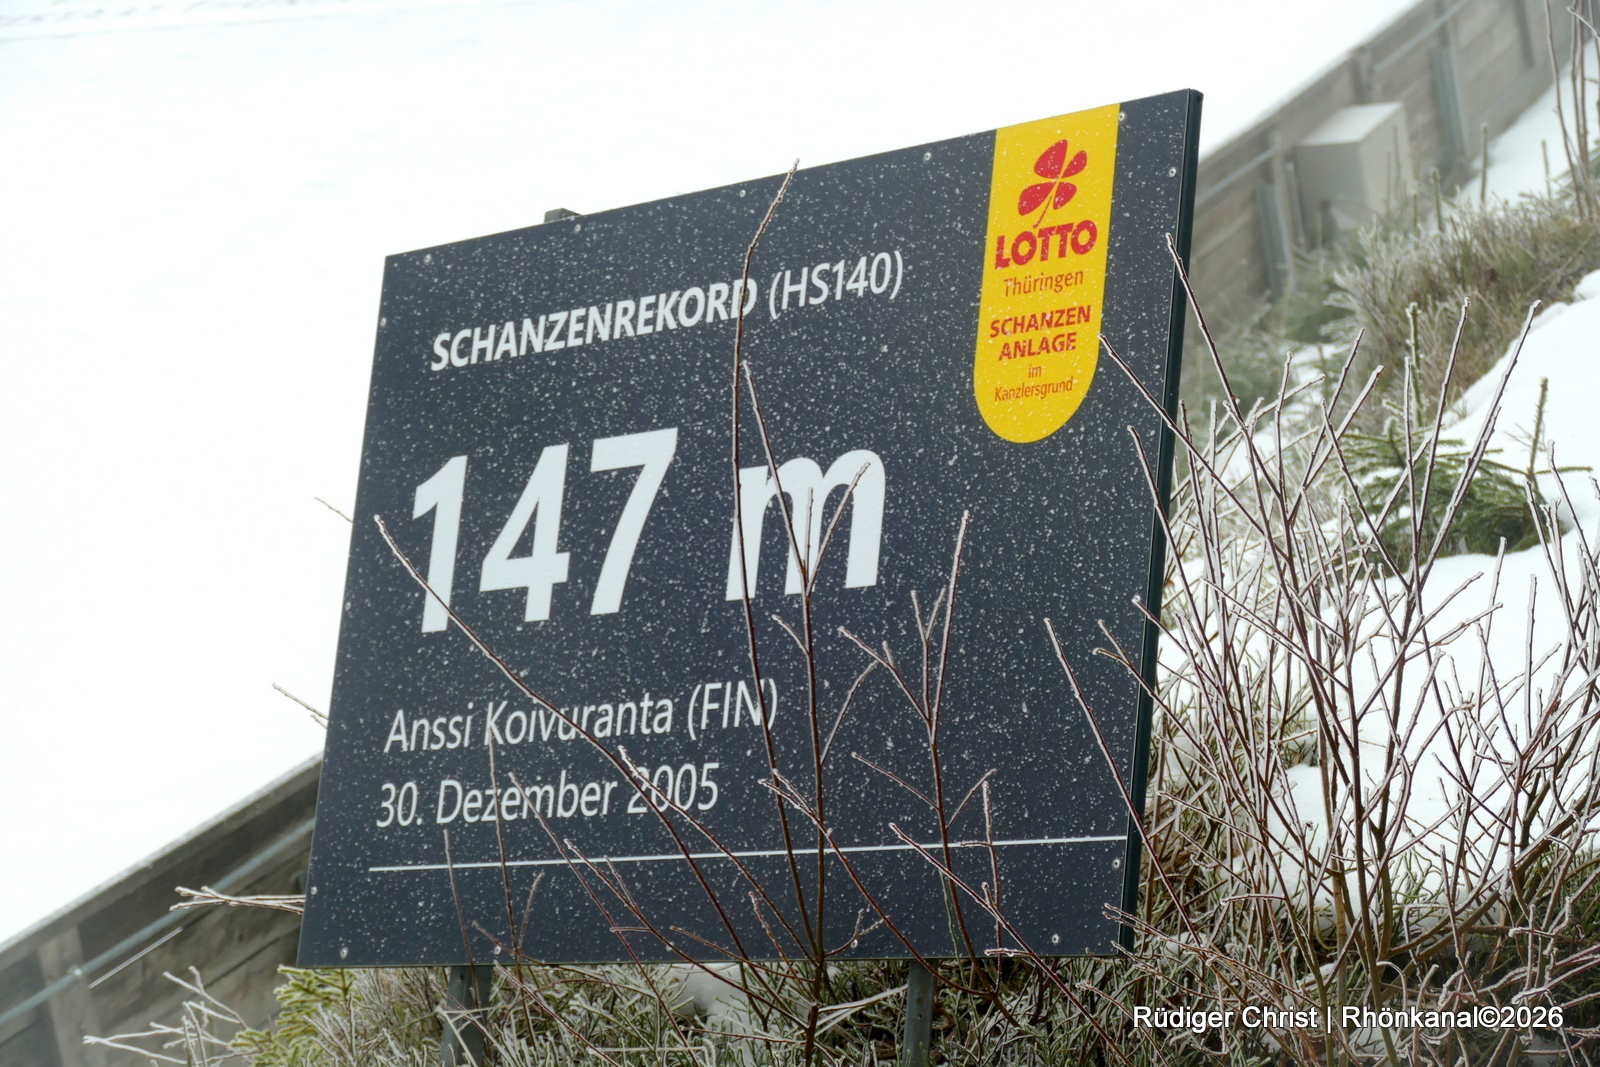 SCHANZENREKORD (HS140)
147 m
Anssi Koivuranta (FIN)
30. Dezember 2005
LOTTO
Thüringen
SCHANZEN
ANLAGE
im
Kanzlersgrund
Rüdiger Christ | Rhönkanal©2026